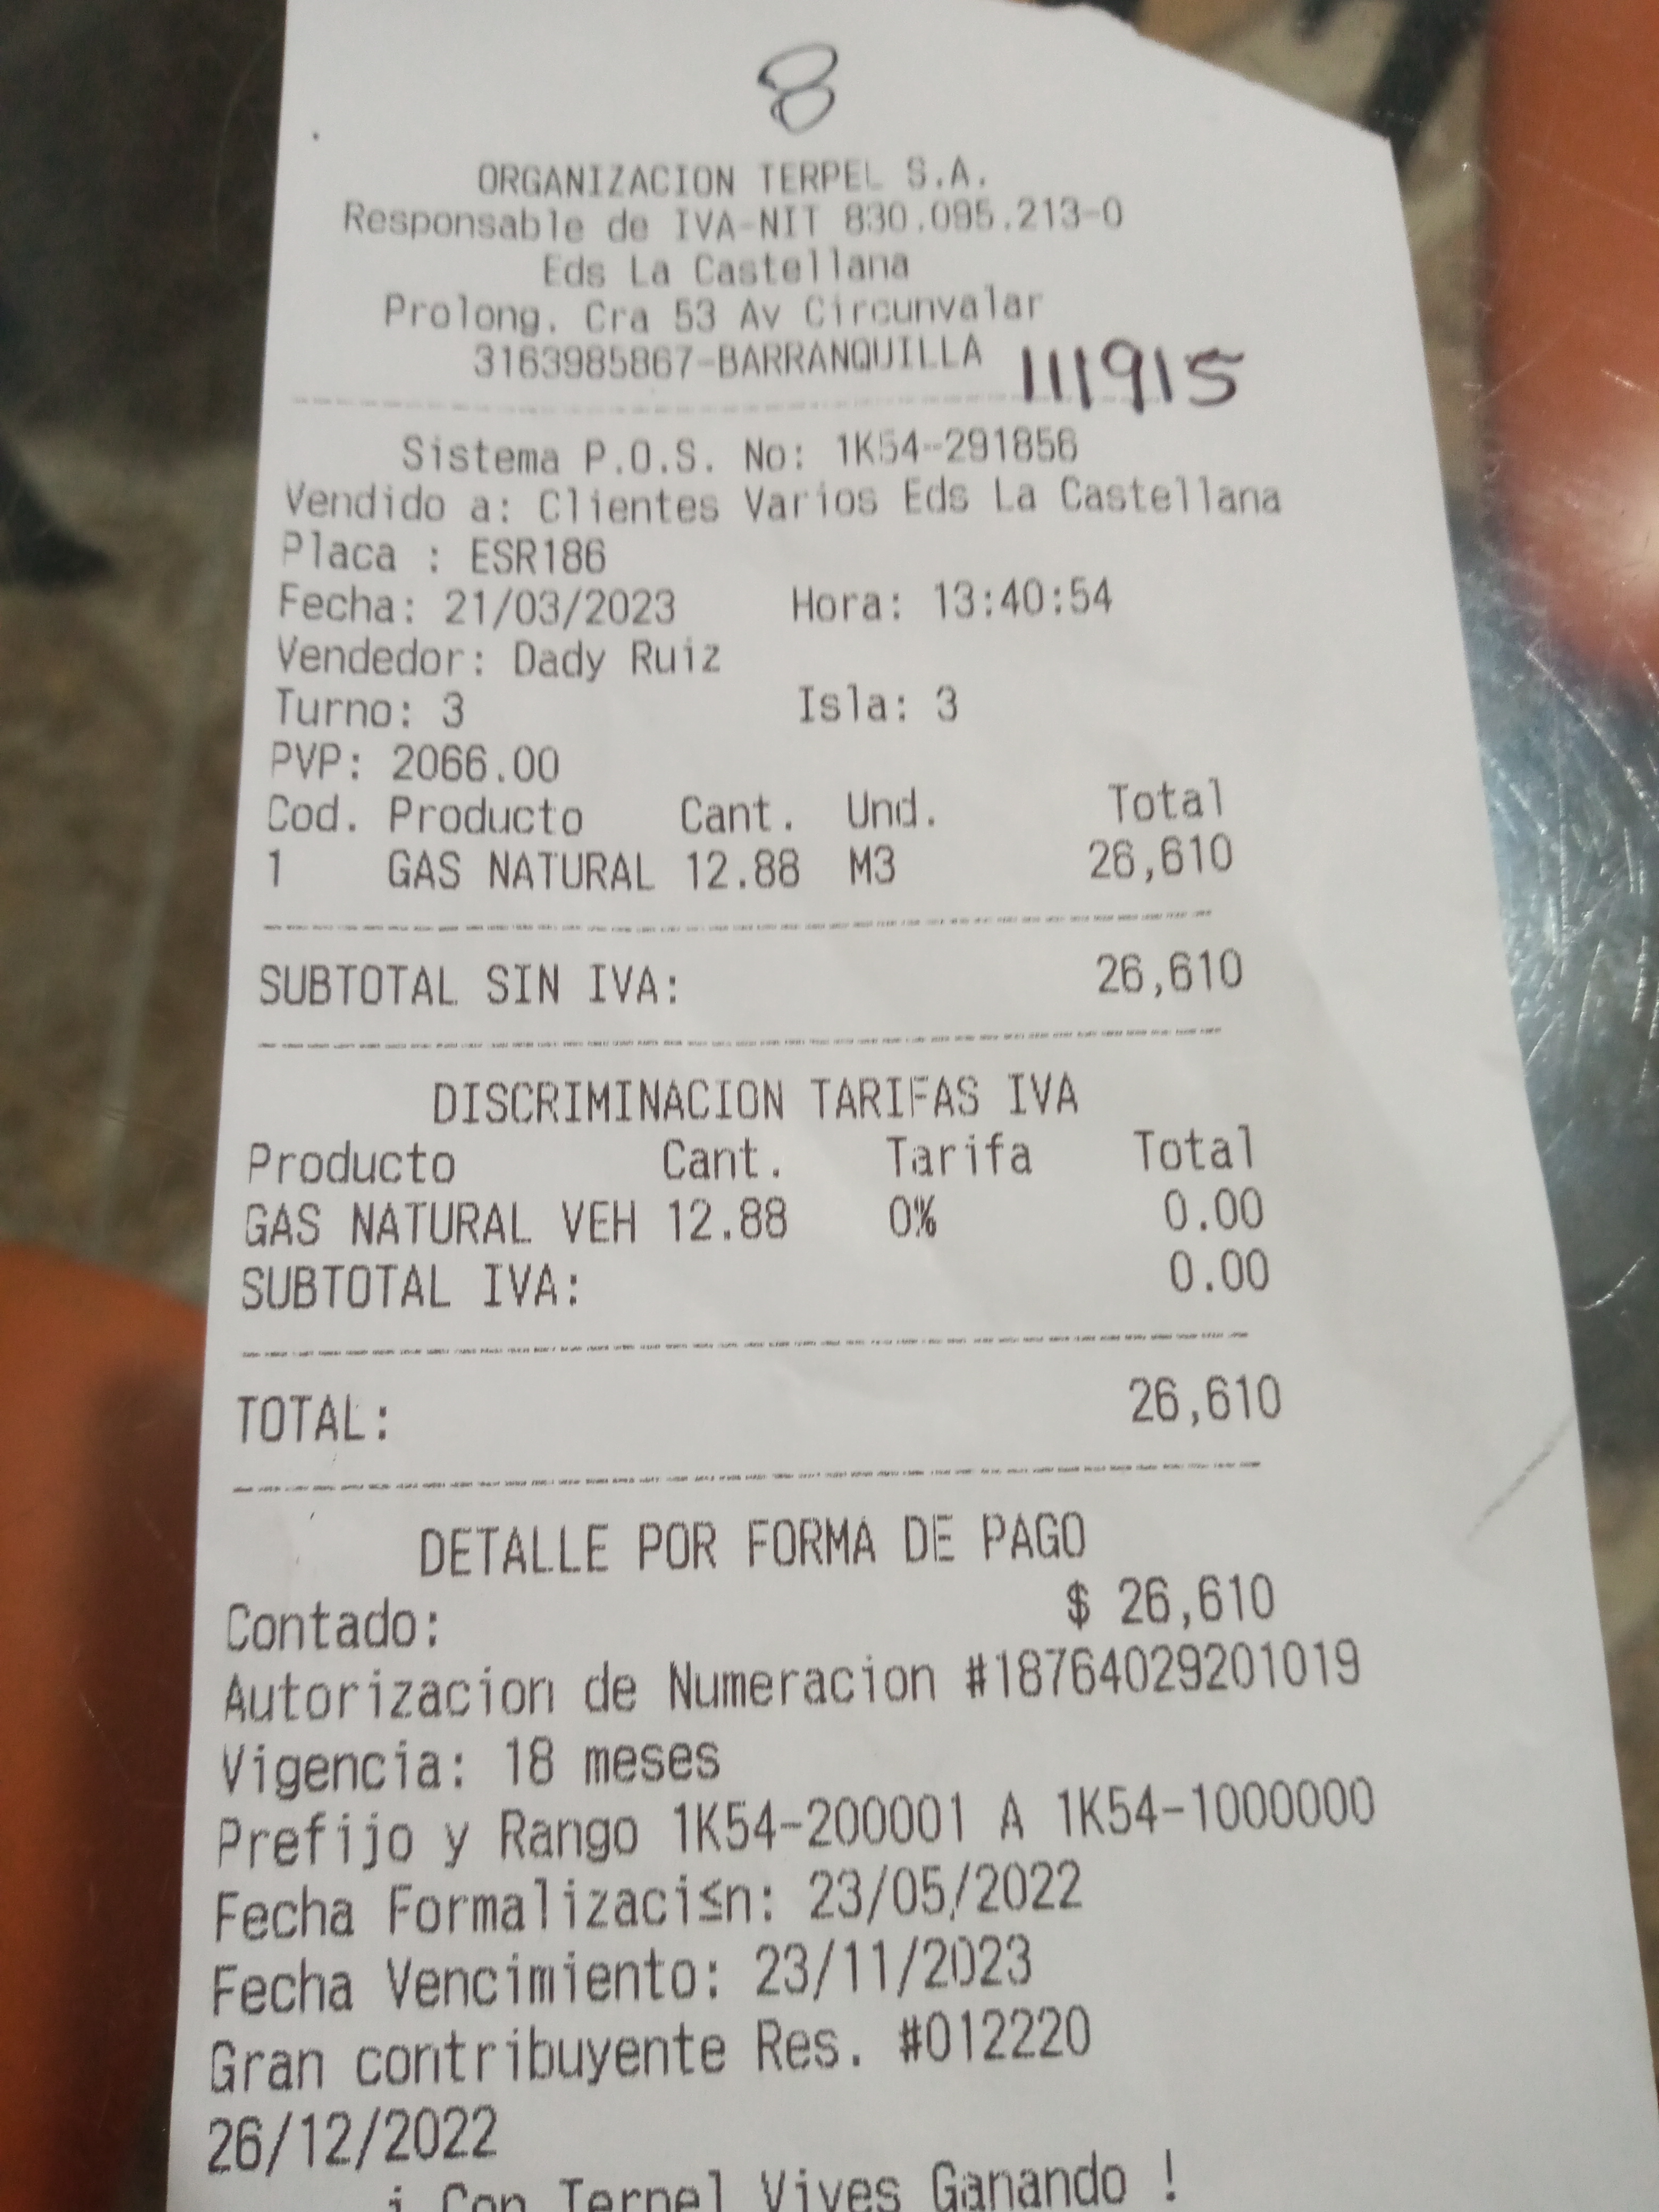 8
ORGANIZACION TERPEL S.A.
Responsable de IVA-NIT 830.095.213-0
Eds La Castellana
Prolong. Cra 53 Av Circunvalar
3163985867-BARRANQUILLA 111915
Sistema P.O.S. No: 1K54-291856
Vendido a: Clientes Varios Eds La Castellana
Placa : ESR186
Fecha: 21/03/2023 Hora: 13:40:54
Vendedor: Dady Ruiz
Turno: 3 Isla: 3
PVP: 2066.00
Cod. Producto Cant. Und. Total
1 GAS NATURAL 12.88 M3 26,610
SUBTOTAL SIN IVA: 26,610
DISCRIMINACION TARIFAS IVA
Producto Cant. Tarifa Total
GAS NATURAL VEH 12.88 0% 0.00
SUBTOTAL IVA: 0.00
TOTAL: 26,610
DETALLE POR FORMA DE PAGO
Contado: $ 26,610
Autorizacion de Numeracion #18764029201019
Vigencia: 18 meses
Prefijo y Rango 1K54-200001 A 1K54-1000000
Fecha Formalizaci≤n: 23/05/2022
Fecha Vencimiento: 23/11/2023
Gran contribuyente Res. #012220
26/12/2022
¡ Con Terpel Vives Ganando !